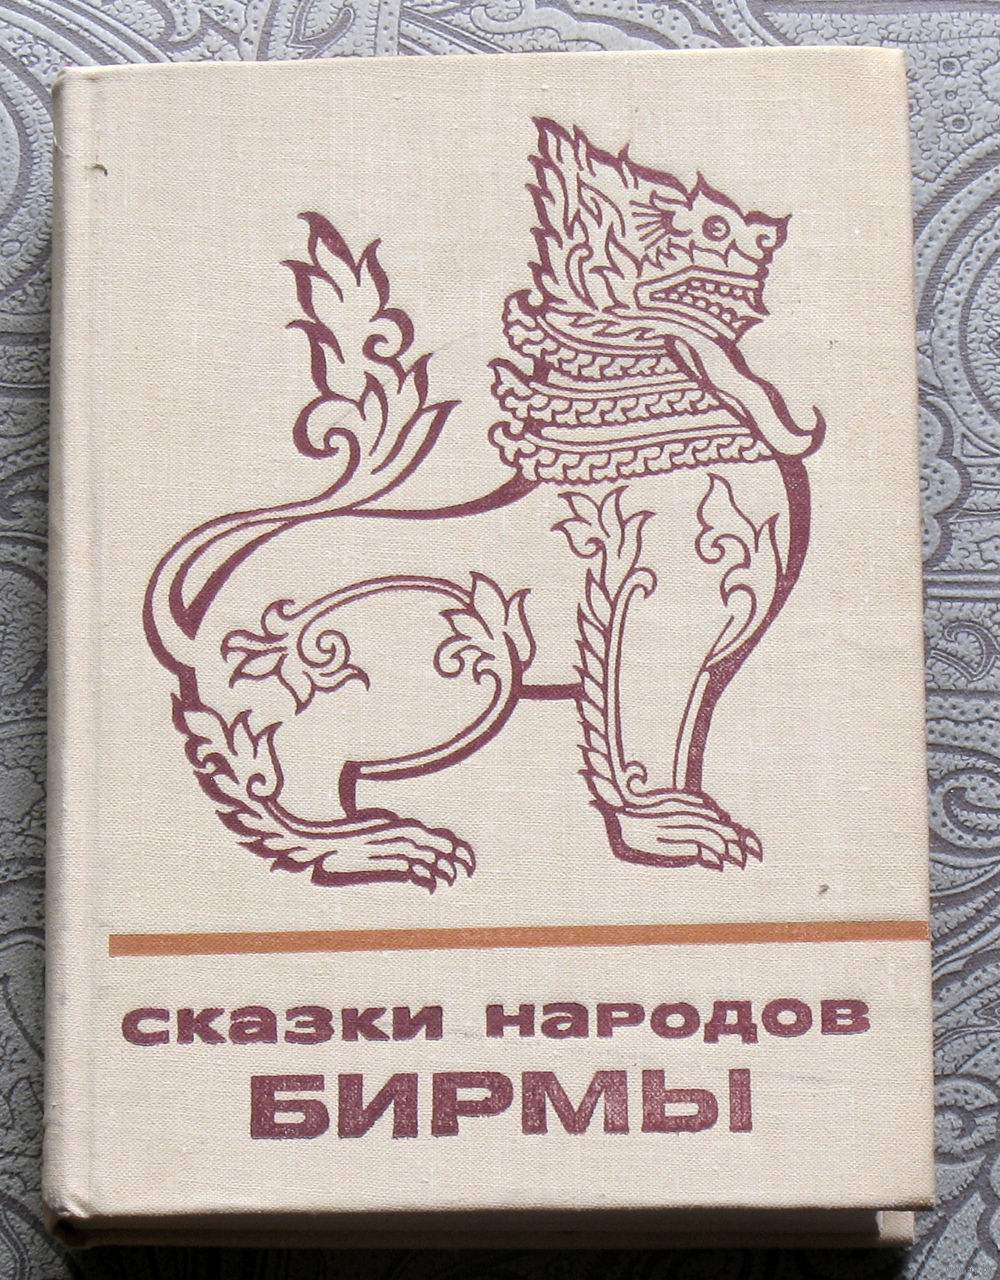 сказки народов
БИРМЫ